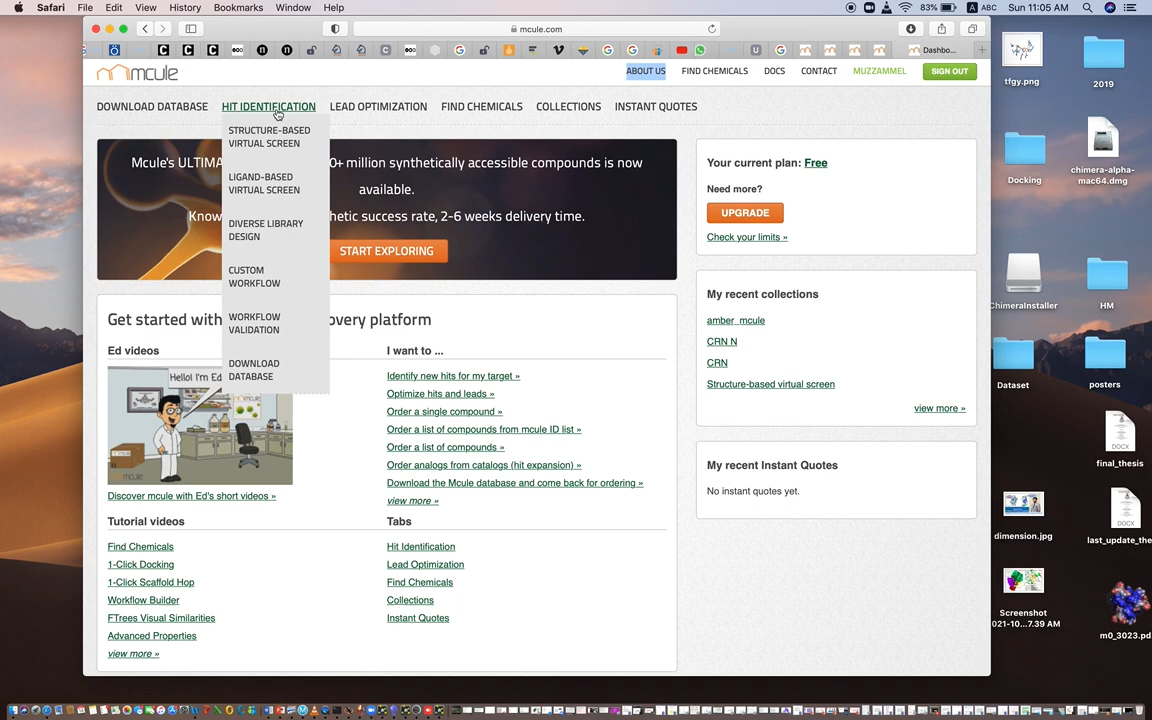 Safari File Edit View History Bookmarks Window Help
83% ABC Sun 11:05 AM
mcule.com
Dashbo...
mcule
ABOUT US FIND CHEMICALS DOCS CONTACT MUZZAMMEL SIGN OUT
DOWNLOAD DATABASE HIT IDENTIFICATION LEAD OPTIMIZATION FIND CHEMICALS COLLECTIONS INSTANT QUOTES
STRUCTURE-BASED
VIRTUAL SCREEN
LIGAND-BASED
VIRTUAL SCREEN
DIVERSE LIBRARY
DESIGN
CUSTOM
WORKFLOW
WORKFLOW
VALIDATION
DOWNLOAD
DATABASE
Mcule's ULTIMA 0+ million synthetically accessible compounds is now
available.
Know hetic success rate, 2-6 weeks delivery time.
START EXPLORING
Your current plan: Free
Need more?
UPGRADE
Check your limits »
My recent collections
amber_mcule
CRN N
CRN
Structure-based virtual screen
view more »
My recent Instant Quotes
No instant quotes yet.
Get started with overy platform
Ed videos
Hello! I'm Ed
mcule
Discover mcule with Ed's short videos »
I want to ...
Identify new hits for my target »
Optimize hits and leads »
Order a single compound »
Order a list of compounds from mcule ID list »
Order a list of compounds »
Order analogs from catalogs (hit expansion) »
Download the Mcule database and come back for ordering »
view more »
Tutorial videos
Find Chemicals
1-Click Docking
1-Click Scaffold Hop
Workflow Builder
FTrees Visual Similarities
Advanced Properties
view more »
Tabs
Hit Identification
Lead Optimization
Find Chemicals
Collections
Instant Quotes
tfgy.png
2019
Docking
chimera-alpha-
mac64.dmg
ChimeraInstaller
HM
Dataset
posters
DOCX
final_thesis
dimension.jpg
DOCX
last_update_the
Screenshot
021-10...7.39 AM
m0_3023.pd